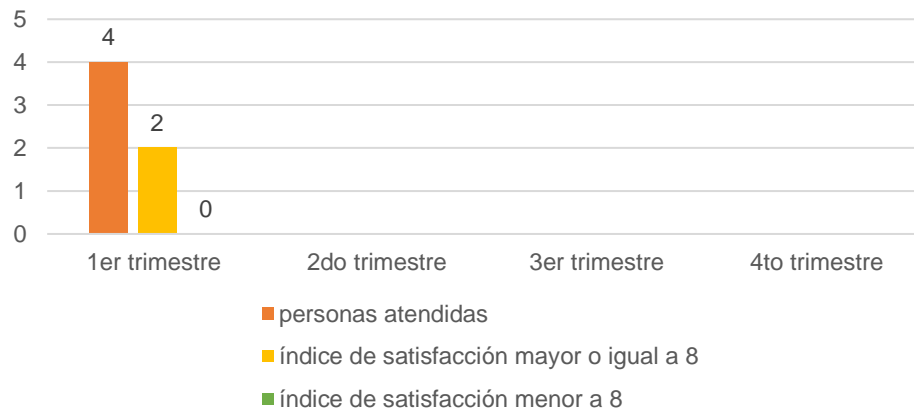 5
4
4
3
2
2
1
0
0
1er trimestre 2do trimestre 3er trimestre 4to trimestre
personas atendidas
índice de satisfacción mayor o igual a 8
índice de satisfacción menor a 8